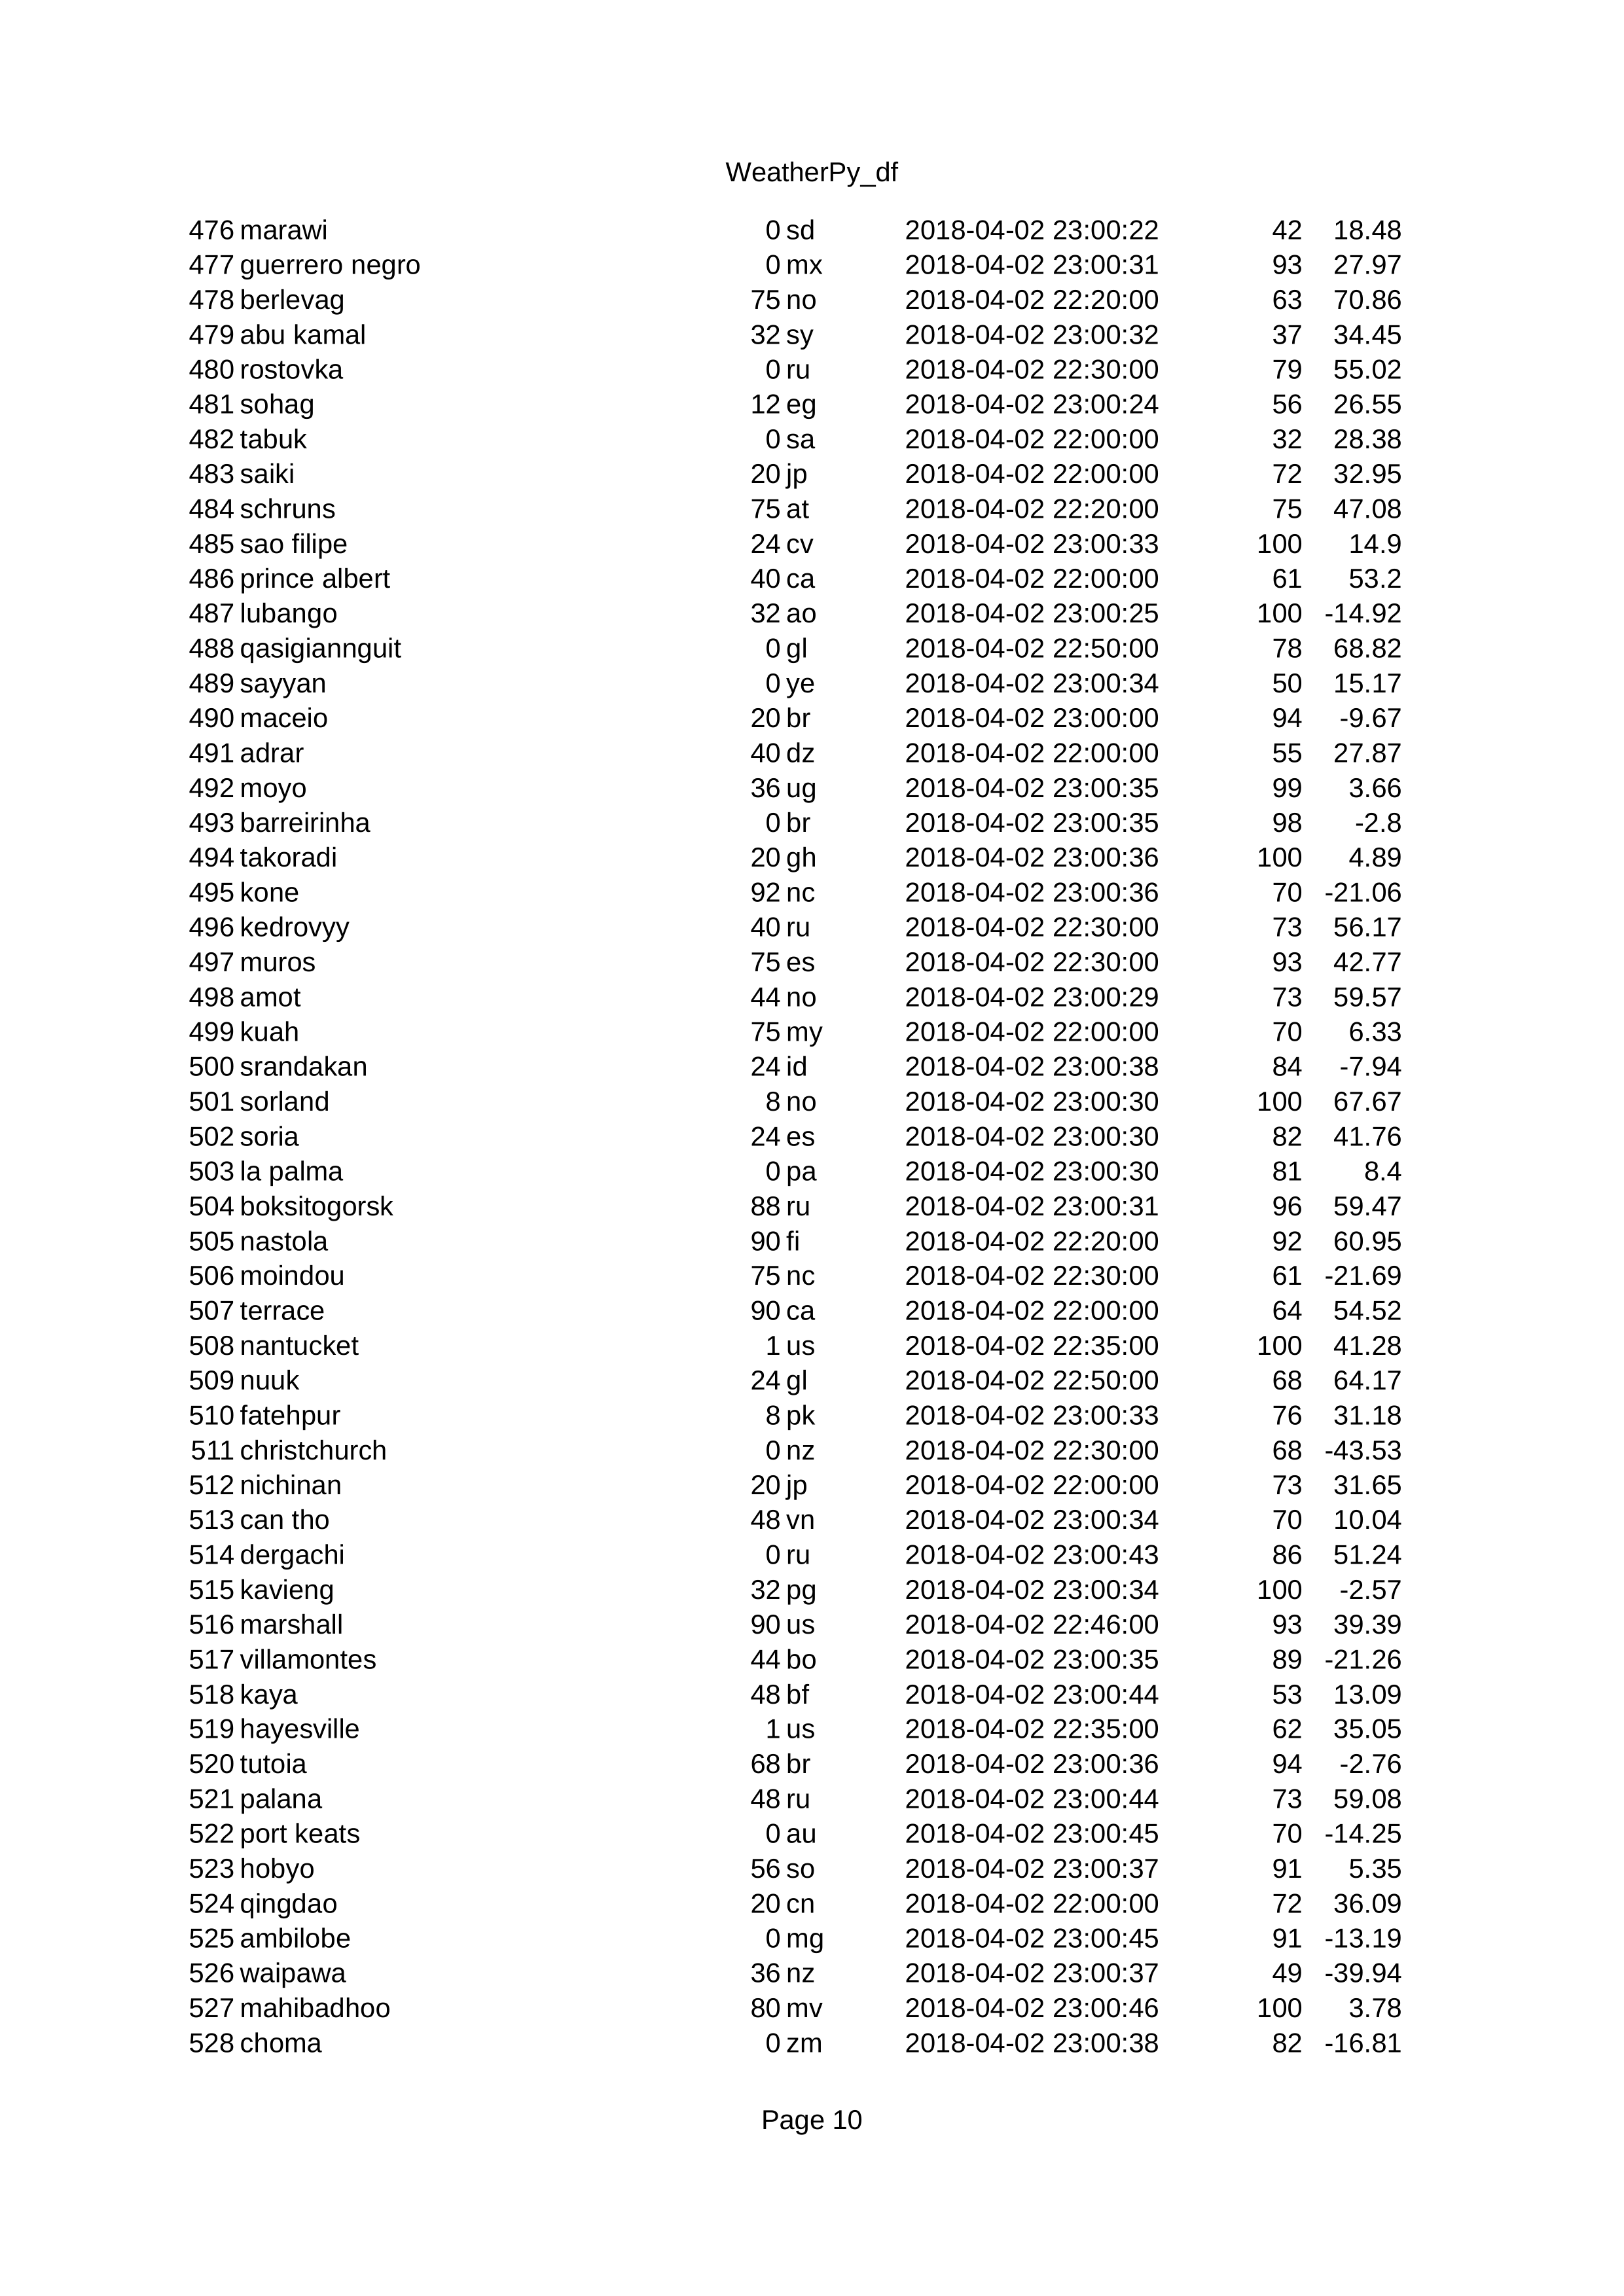 WeatherPy_df
476 marawi 0 sd 2018-04-02 23:00:22 42 18.48
477 guerrero negro 0 mx 2018-04-02 23:00:31 93 27.97
478 berlevag 75 no 2018-04-02 22:20:00 63 70.86
479 abu kamal 32 sy 2018-04-02 23:00:32 37 34.45
480 rostovka 0 ru 2018-04-02 22:30:00 79 55.02
481 sohag 12 eg 2018-04-02 23:00:24 56 26.55
482 tabuk 0 sa 2018-04-02 22:00:00 32 28.38
483 saiki 20 jp 2018-04-02 22:00:00 72 32.95
484 schruns 75 at 2018-04-02 22:20:00 75 47.08
485 sao filipe 24 cv 2018-04-02 23:00:33 100 14.9
486 prince albert 40 ca 2018-04-02 22:00:00 61 53.2
487 lubango 32 ao 2018-04-02 23:00:25 100 -14.92
488 qasigiannguit 0 gl 2018-04-02 22:50:00 78 68.82
489 sayyan 0 ye 2018-04-02 23:00:34 50 15.17
490 maceio 20 br 2018-04-02 23:00:00 94 -9.67
491 adrar 40 dz 2018-04-02 22:00:00 55 27.87
492 moyo 36 ug 2018-04-02 23:00:35 99 3.66
493 barreirinha 0 br 2018-04-02 23:00:35 98 -2.8
494 takoradi 20 gh 2018-04-02 23:00:36 100 4.89
495 kone 92 nc 2018-04-02 23:00:36 70 -21.06
496 kedrovyy 40 ru 2018-04-02 22:30:00 73 56.17
497 muros 75 es 2018-04-02 22:30:00 93 42.77
498 amot 44 no 2018-04-02 23:00:29 73 59.57
499 kuah 75 my 2018-04-02 22:00:00 70 6.33
500 srandakan 24 id 2018-04-02 23:00:38 84 -7.94
501 sorland 8 no 2018-04-02 23:00:30 100 67.67
502 soria 24 es 2018-04-02 23:00:30 82 41.76
503 la palma 0 pa 2018-04-02 23:00:30 81 8.4
504 boksitogorsk 88 ru 2018-04-02 23:00:31 96 59.47
505 nastola 90 fi 2018-04-02 22:20:00 92 60.95
506 moindou 75 nc 2018-04-02 22:30:00 61 -21.69
507 terrace 90 ca 2018-04-02 22:00:00 64 54.52
508 nantucket 1 us 2018-04-02 22:35:00 100 41.28
509 nuuk 24 gl 2018-04-02 22:50:00 68 64.17
510 fatehpur 8 pk 2018-04-02 23:00:33 76 31.18
511 christchurch 0 nz 2018-04-02 22:30:00 68 -43.53
512 nichinan 20 jp 2018-04-02 22:00:00 73 31.65
513 can tho 48 vn 2018-04-02 23:00:34 70 10.04
514 dergachi 0 ru 2018-04-02 23:00:43 86 51.24
515 kavieng 32 pg 2018-04-02 23:00:34 100 -2.57
516 marshall 90 us 2018-04-02 22:46:00 93 39.39
517 villamontes 44 bo 2018-04-02 23:00:35 89 -21.26
518 kaya 48 bf 2018-04-02 23:00:44 53 13.09
519 hayesville 1 us 2018-04-02 22:35:00 62 35.05
520 tutoia 68 br 2018-04-02 23:00:36 94 -2.76
521 palana 48 ru 2018-04-02 23:00:44 73 59.08
522 port keats 0 au 2018-04-02 23:00:45 70 -14.25
523 hobyo 56 so 2018-04-02 23:00:37 91 5.35
524 qingdao 20 cn 2018-04-02 22:00:00 72 36.09
525 ambilobe 0 mg 2018-04-02 23:00:45 91 -13.19
526 waipawa 36 nz 2018-04-02 23:00:37 49 -39.94
527 mahibadhoo 80 mv 2018-04-02 23:00:46 100 3.78
528 choma 0 zm 2018-04-02 23:00:38 82 -16.81
Page 10